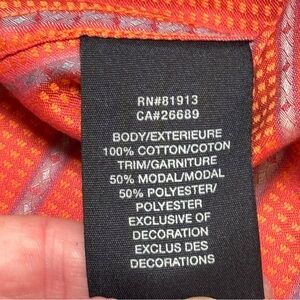 RN#81913
CA#26689
BODY/EXTERIEURE
100% COTTON/COTON
TRIM/GARNITURE
50% MODAL/MODAL
50% POLYESTER/
POLYESTER
EXCLUSIVE OF
DECORATION
EXCLUS DES
DECORATIONS